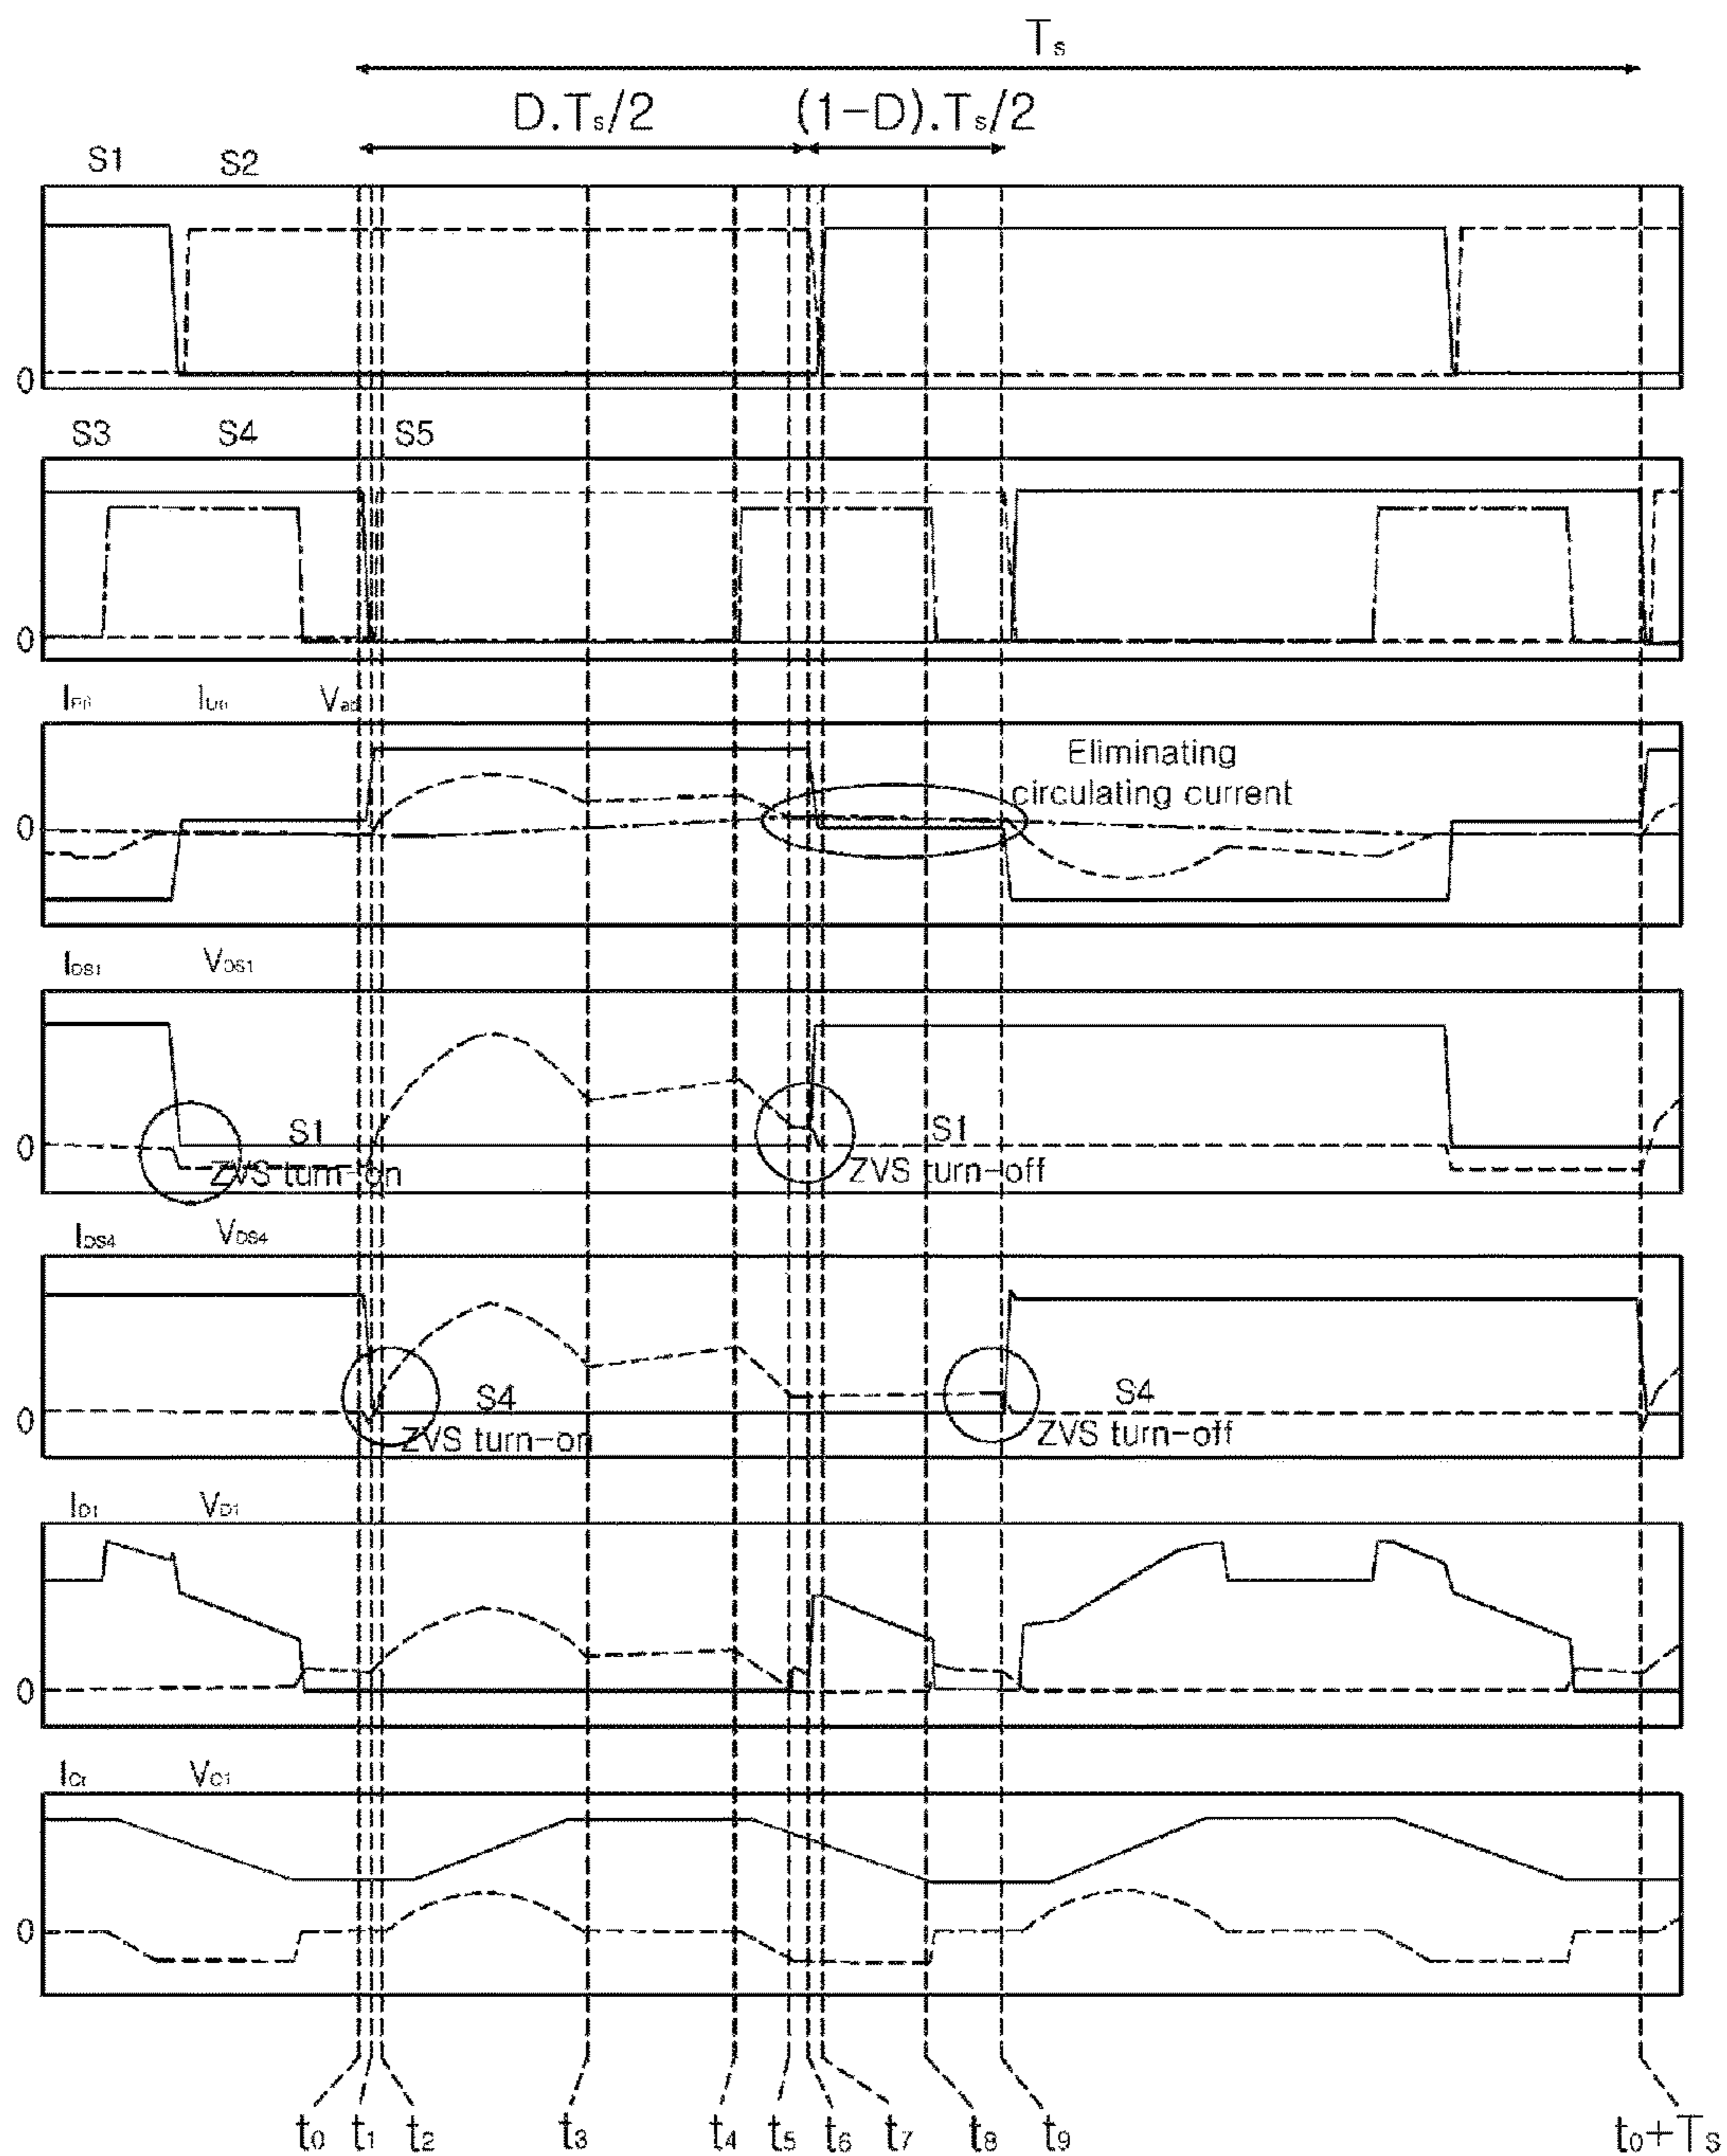 Ts
D.Ts/2 (1-D).Ts/2
S1 S2
0
S3 S4 S5
0
Vab
0
Eliminating
circulating current
IDS1 VDS1
0
S1
ZVS turn-on
S1
ZVS turn-off
IDS4 VDS4
0
S4
ZVS turn-on
S4
ZVS turn-off
ID1 VD1
0
ICr VC1
0
t0 t1 t2 t3 t4 t5 t6 t7 t8 t9 t0+Ts